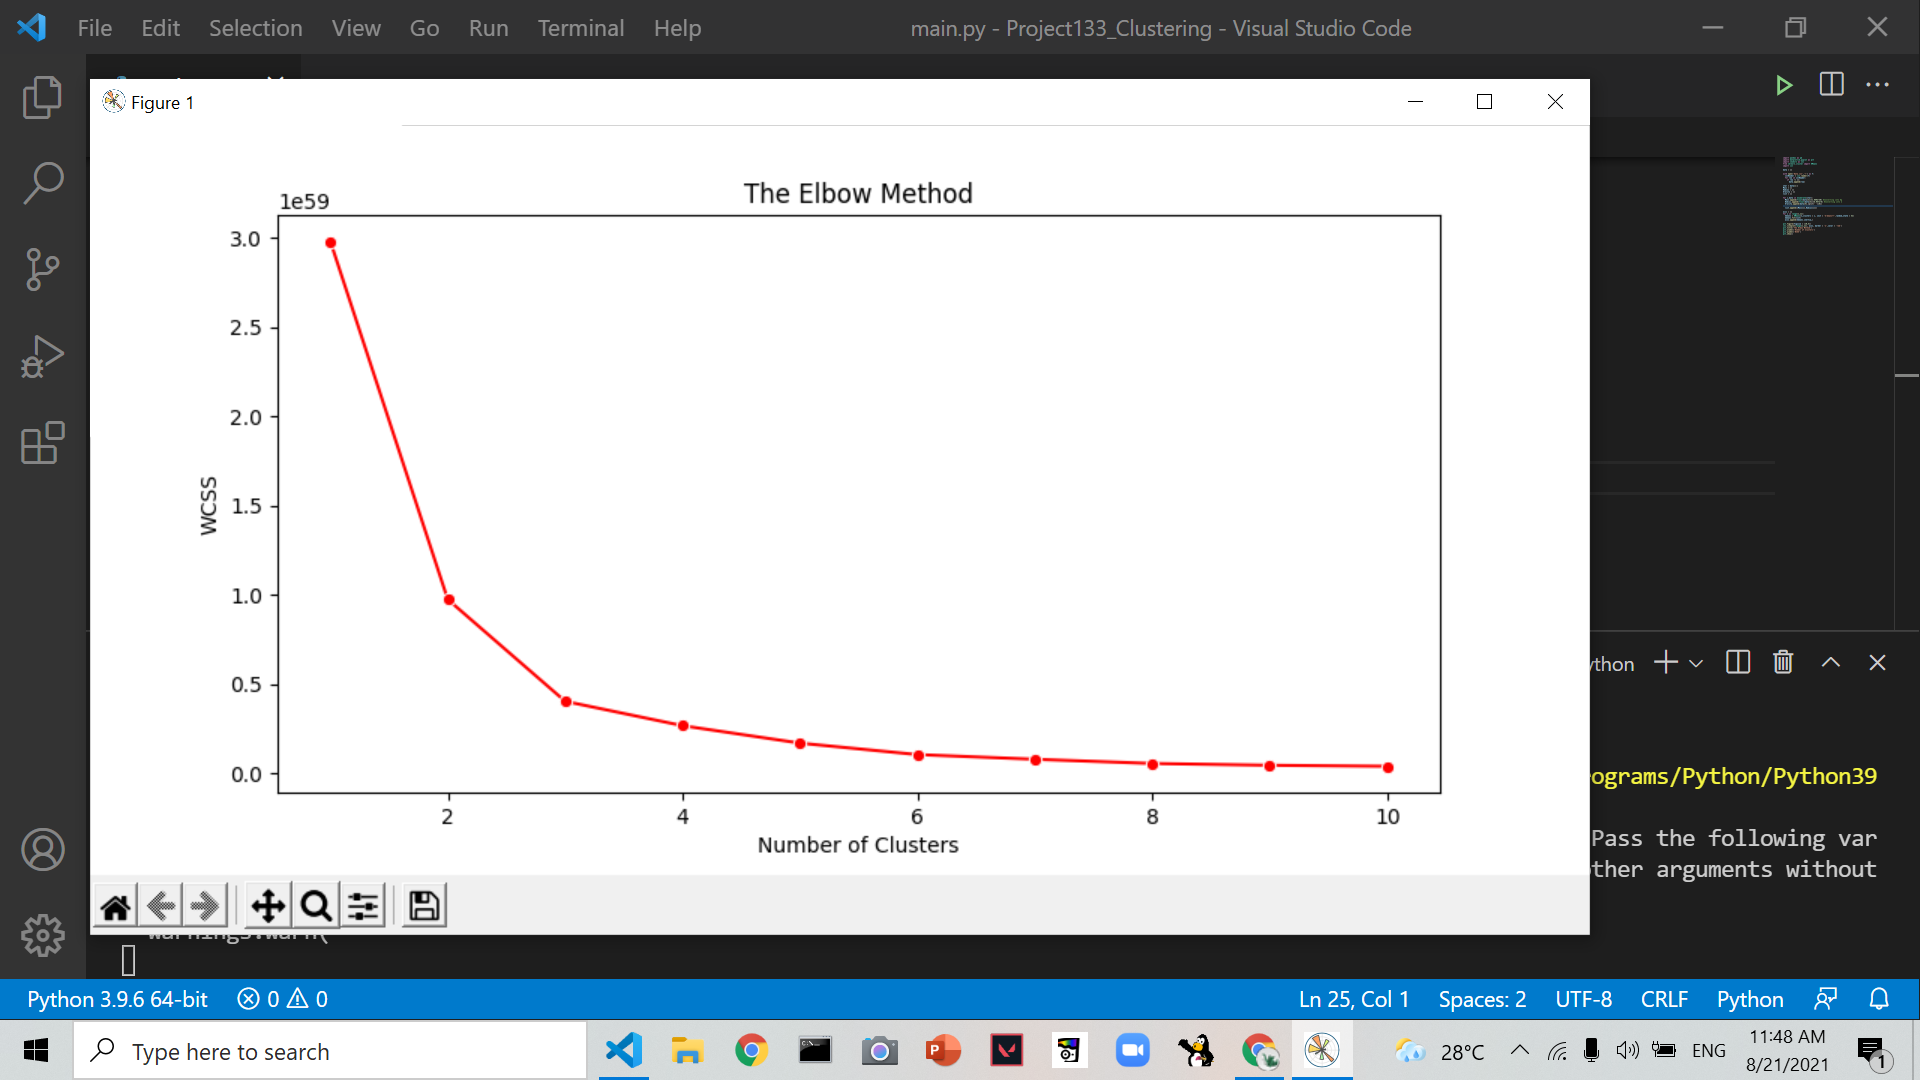 File Edit Selection View Go Run Terminal Help
main.py - Project133_Clustering - Visual Studio Code
Figure 1
The Elbow Method
1e59
3.0
2.5
2.0
1.5
1.0
0.5
0.0
WCSS
2 4 6 8 10
Number of Clusters
ython
ograms/Python/Python39
Pass the following var
ther arguments without
Python 3.9.6 64-bit 0 0
Ln 25, Col 1 Spaces: 2 UTF-8 CRLF Python
Type here to search
28°C ENG
11:48 AM
8/21/2021
1